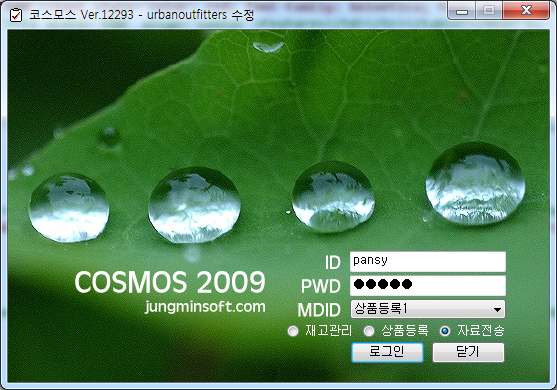 코스모스 Ver.12293 - urbanoutfitters 수정
ID pansy
COSMOS 2009
PWD ●●●●●
jungminsoft.com
MDID 상품등록1
재고관리 상품등록 자료전송
로그인 닫기